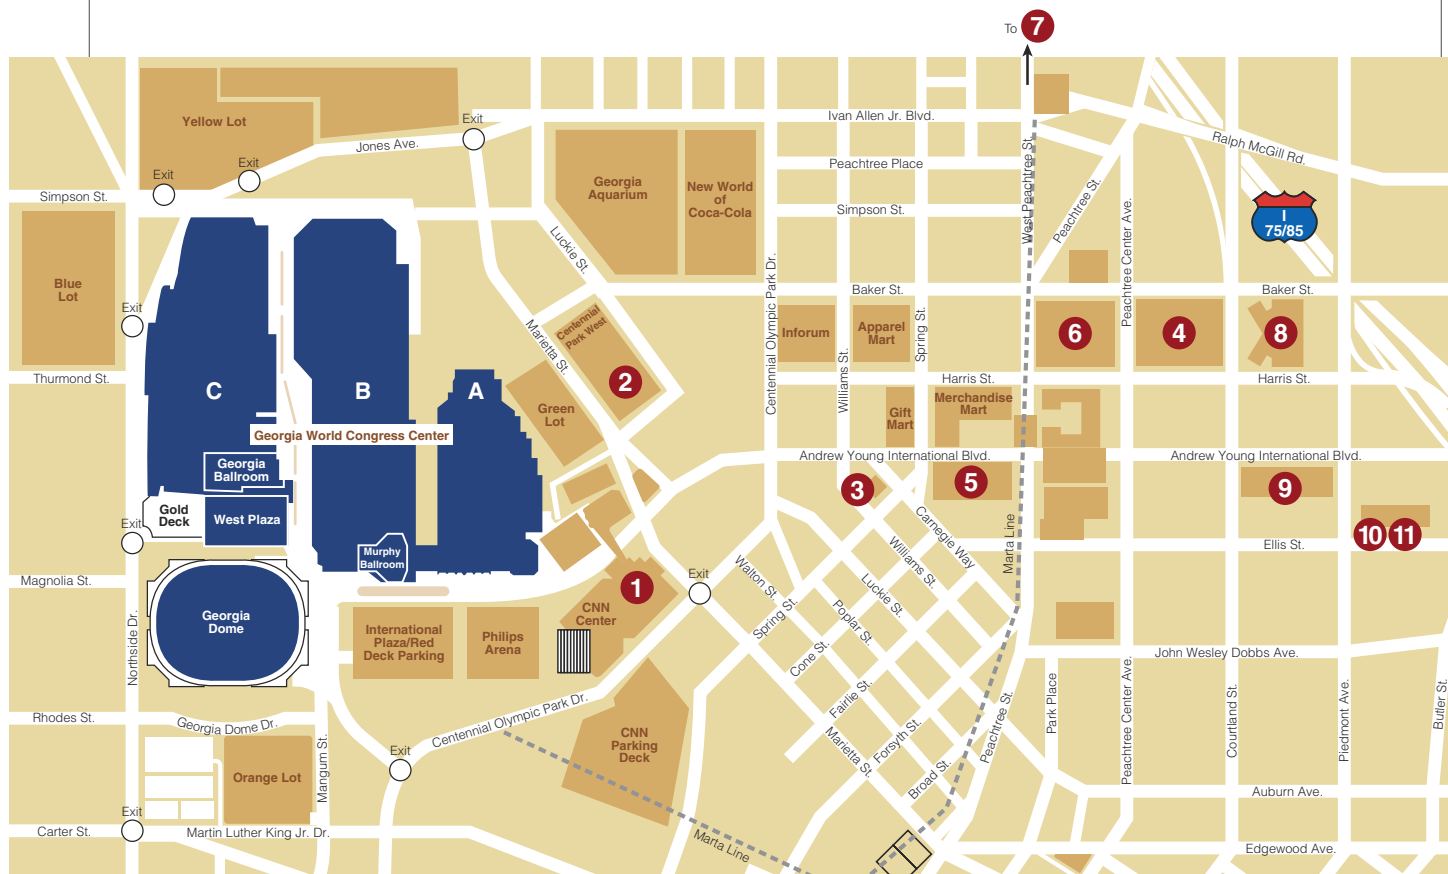 To 7
Ivan Allen Jr. Blvd.
Exit
Yellow Lot
Jones Ave.
Ralph McGill Rd.
Exit
Exit
Peachtree Place
Georgia
Aquarium
New World
of
Coca-Cola
West Peachtree St.
Peachtree St.
Peachtree Center Ave.
Simpson St.
Simpson St.
I
75/85
Luckie St.
Centennial Olympic Park Dr.
Blue
Lot
Exit
Baker St.
Baker St.
Centennial
Park West
Marietta St.
Inforum
Apparel
Mart
Spring St.
Williams St.
6
4
8
Thurmond St.
Harris St.
Harris St.
2
C
B
A
Green
Lot
Gift
Mart
Merchandise
Mart
Georgia World Congress Center
Andrew Young International Blvd.
Andrew Young International Blvd.
Georgia
Ballroom
3
5
9
Gold
Deck
West Plaza
Exit
Carnegie Way
Marta Line
10
11
Ellis St.
Murphy
Ballroom
Williams St.
Walton St.
Luckie St.
Exit
Magnolia St.
1
CNN
Center
Spring St.
Poplar St.
Georgia
Dome
Northside Dr.
International
Plaza/Red
Deck Parking
Philips
Arena
Cone St.
John Wesley Dobbs Ave.
Fairlie St.
Rhodes St.
Georgia Dome Dr.
Centennial Olympic Park Dr.
Marietta St.
Forsyth St.
Peachtree St.
Park Place
Peachtree Center Ave.
Courtland St.
Piedmont Ave.
Butler St.
CNN
Parking
Deck
Exit
Orange Lot
Mangum St.
Broad St.
Auburn Ave.
Exit
Carter St.
Martin Luther King Jr. Dr.
Marta Line
Edgewood Ave.